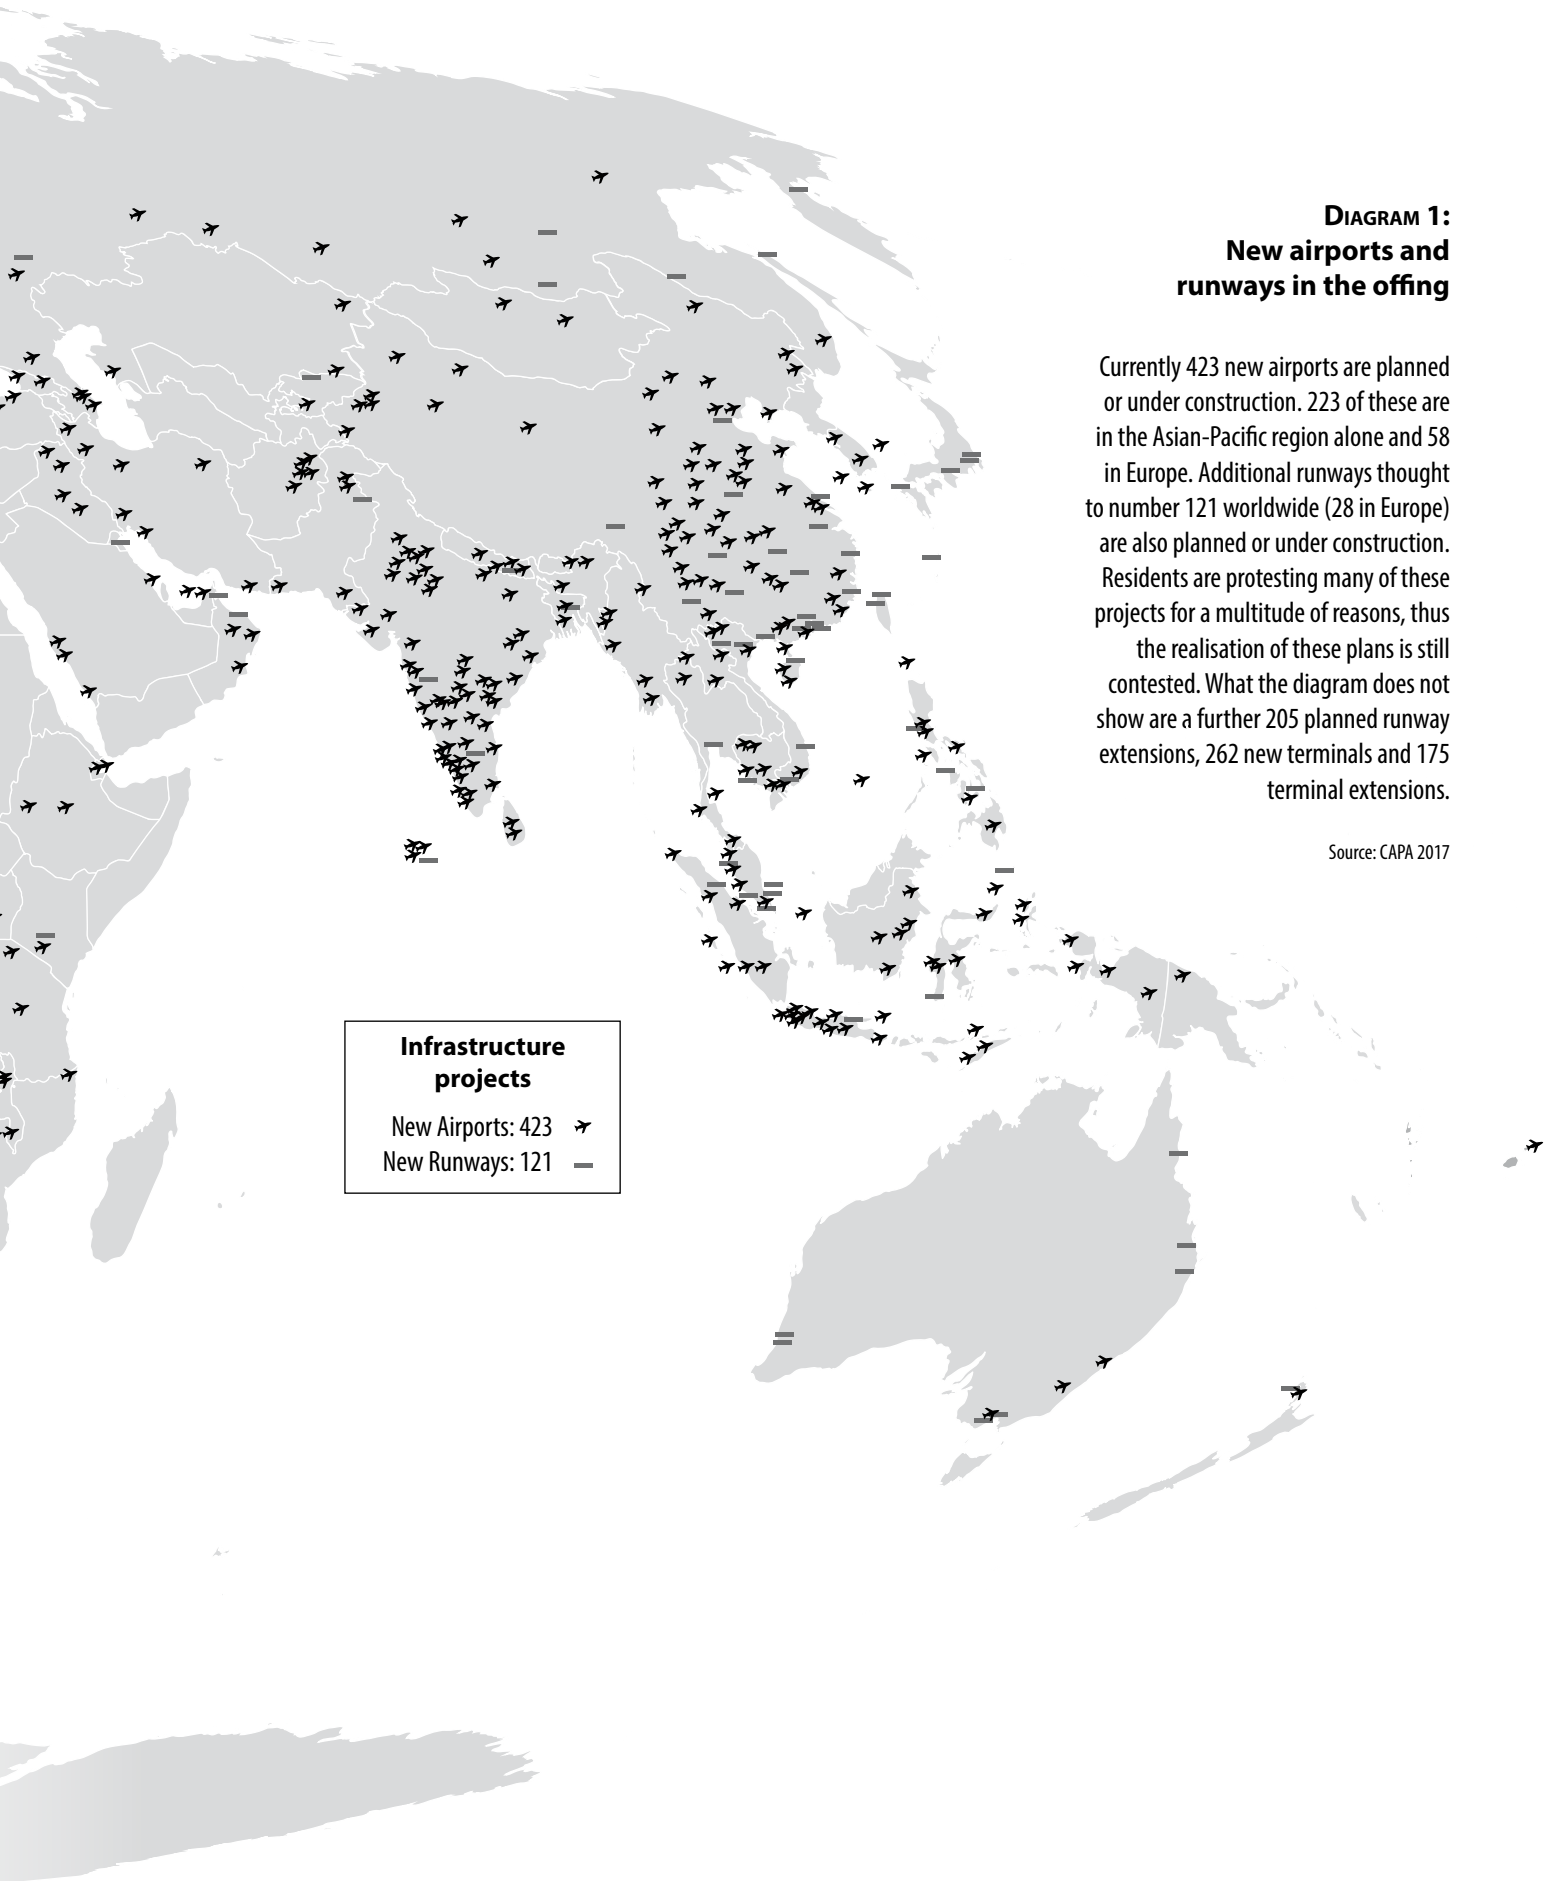 Diagram 1:
New airports and
runways in the offing
Currently 423 new airports are planned
or under construction. 223 of these are
in the Asian-Pacific region alone and 58
in Europe. Additional runways thought
to number 121 worldwide (28 in Europe)
are also planned or under construction.
Residents are protesting many of these
projects for a multitude of reasons, thus
the realisation of these plans is still
contested. What the diagram does not
show are a further 205 planned runway
extensions, 262 new terminals and 175
terminal extensions.
Source: CAPA 2017
Infrastructure
projects
New Airports: 423
New Runways: 121